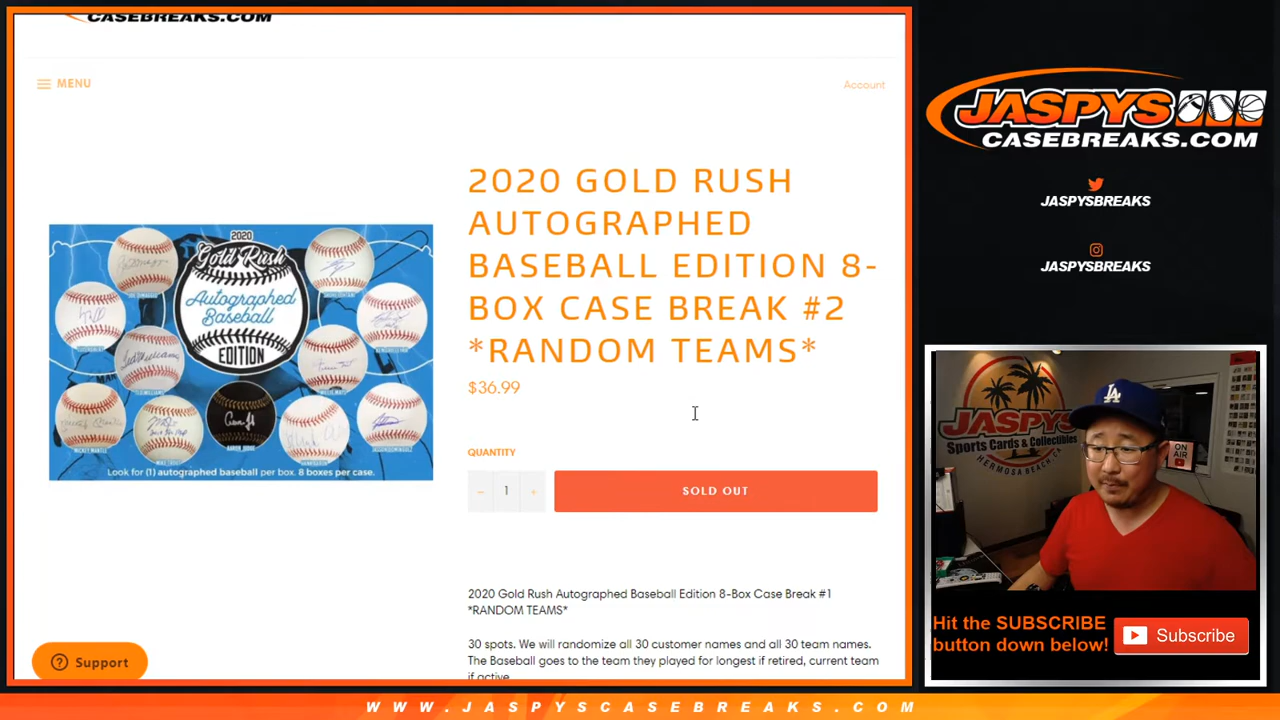 CASEBREAKS.COM
MENU
Account
2020 GOLD RUSH
AUTOGRAPHED
BASEBALL EDITION 8-
BOX CASE BREAK #2
*RANDOM TEAMS*
$36.99
QUANTITY
− 1 +
SOLD OUT
2020
Gold Rush
Autographed
Baseball
EDITION
Look for (1) autographed baseball per box. 8 boxes per case.
2020 Gold Rush Autographed Baseball Edition 8-Box Case Break #1
*RANDOM TEAMS*
30 spots. We will randomize all 30 customer names and all 30 team names.
The Baseball goes to the team they played for longest if retired, current team
if active
Support
JASPYS
CASEBREAKS.COM
JASPYSBREAKS
JASPYSBREAKS
JASPYS
Sports Cards & Collectibles
HERMOSA BEACH, CA
ON
AIR
LA
Hit the SUBSCRIBE
button down below!
Subscribe
WWW.JASPYSCASEBREAKS.COM